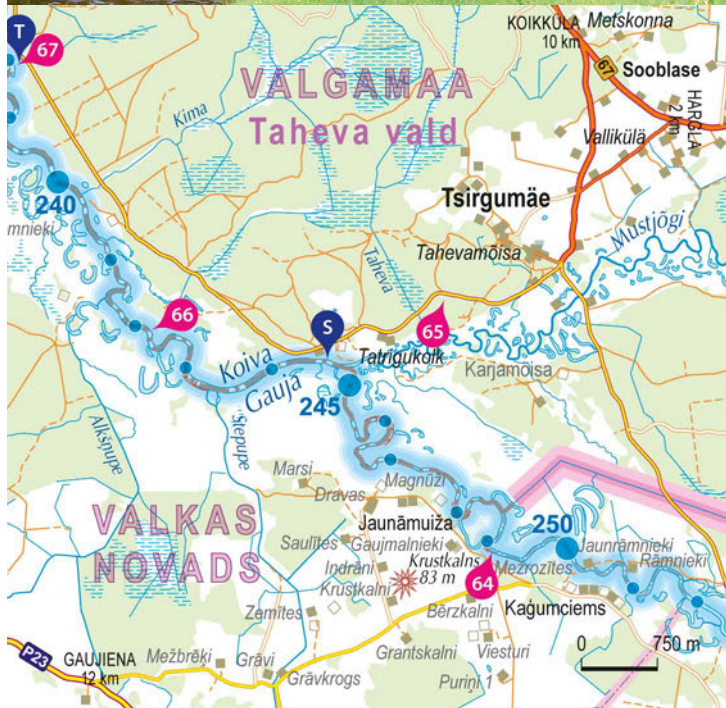 T
67
KOIKKÜLA
10 km
Metskonna
67
Sooblase
VALGAMAA
Taheva vald
Kima
HARGLA
2 km
Vallikülä
240
mnieki
Tsirgumäe
Mustjõgi
Taheva
Tahevamõisa
66
S
65
Koiva
Gauja
Tatrigukolk
Karjamõisa
245
Alkšņupe
Stepupe
Marsi
Magnūži
Dravas
VALKAS
NOVADS
Jaunāmuiža
Saulītes
Gaujmalnieki
250
Jaunrāmnieki
Rāmnieki
Indrāni
Krustkalns
83 m
Mežrozītes
Krustkalni
64
Zemītes
Bērzkalni
Kaģumciems
0
750 m
P23
GAUJIENA
12 km
Mežbrēķi
Grāvi
Grāvkrogs
Grantskalni
Viesturi
Puriņi 1